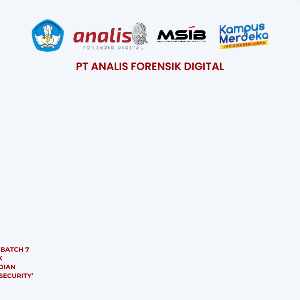 analis
FORENSIK DIGITAL
MSIB
Kampus
Merdeka
INDONESIA JAYA
PT ANALIS FORENSIK DIGITAL
BATCH 7
K
DIAN
SECURITY'